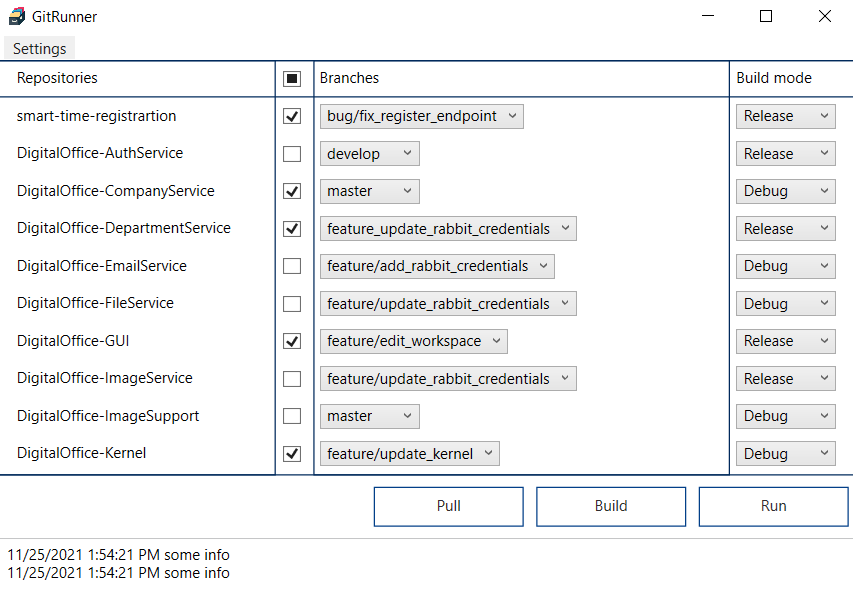 GitRunner
Settings
Repositories Branches Build mode
smart-time-registrartion bug/fix_register_endpoint Release
DigitalOffice-AuthService develop Release
DigitalOffice-CompanyService master Debug
DigitalOffice-DepartmentService feature_update_rabbit_credentials Release
DigitalOffice-EmailService feature/add_rabbit_credentials Debug
DigitalOffice-FileService feature/update_rabbit_credentials Debug
DigitalOffice-GUI feature/edit_workspace Release
DigitalOffice-ImageService feature/update_rabbit_credentials Release
DigitalOffice-ImageSupport master Debug
DigitalOffice-Kernel feature/update_kernel Debug
Pull Build Run
11/25/2021 1:54:21 PM some info
11/25/2021 1:54:21 PM some info